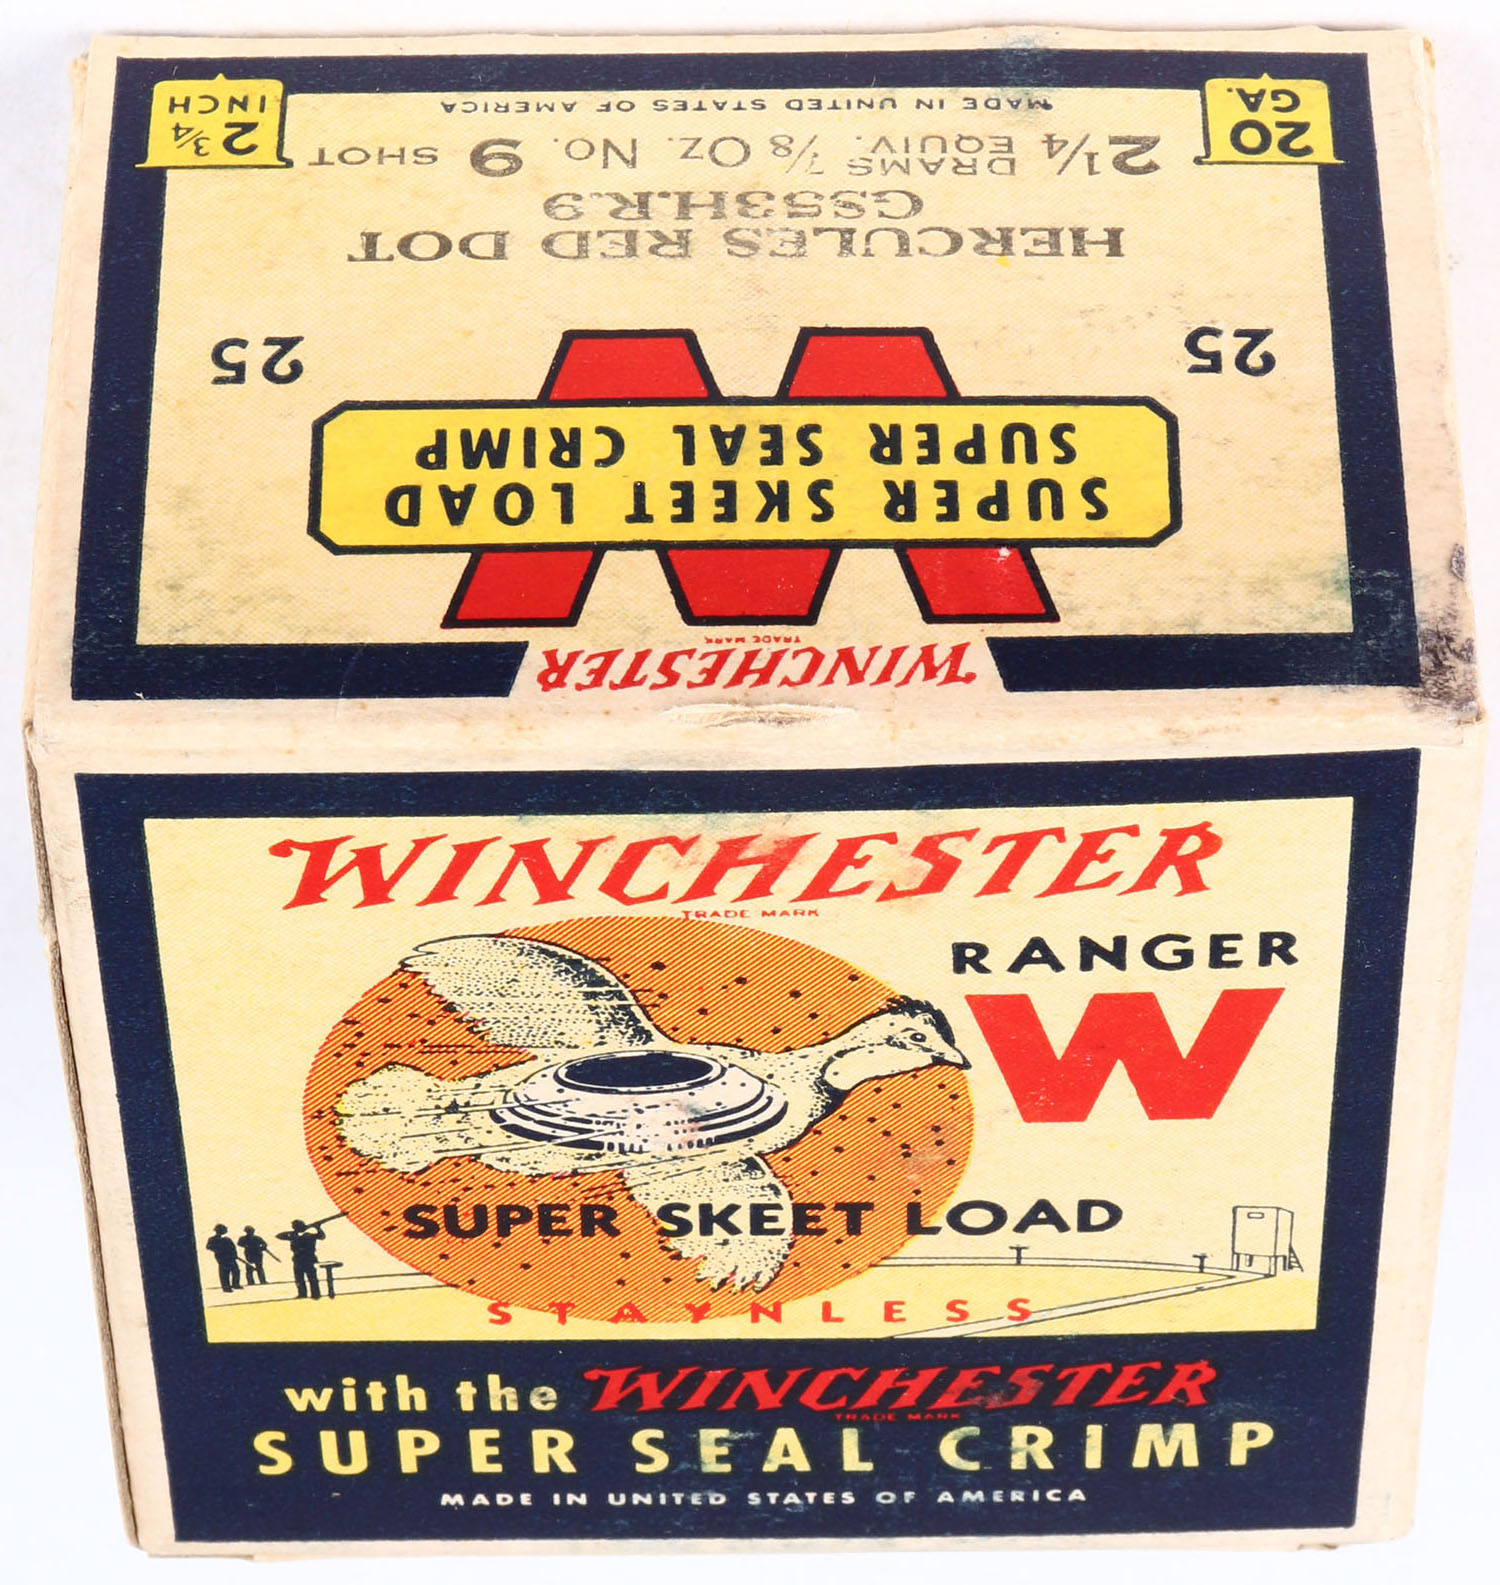 WINCHESTER
TRADE MARK
SUPER SKEET LOAD
SUPER SEAL CRIMP
25 25
HERCULES RED DOT
GS53H.R.9
2 1/4 DRAMS EQUIV. 7/8 OZ. No. 9 SHOT
MADE IN UNITED STATES OF AMERICA
20 GA.
2 3/4 INCH
WINCHESTER
TRADE MARK
RANGER
W
SUPER SKEET LOAD
STAYNLESS
with the WINCHESTER
TRADE MARK
SUPER SEAL CRIMP
MADE IN UNITED STATES OF AMERICA